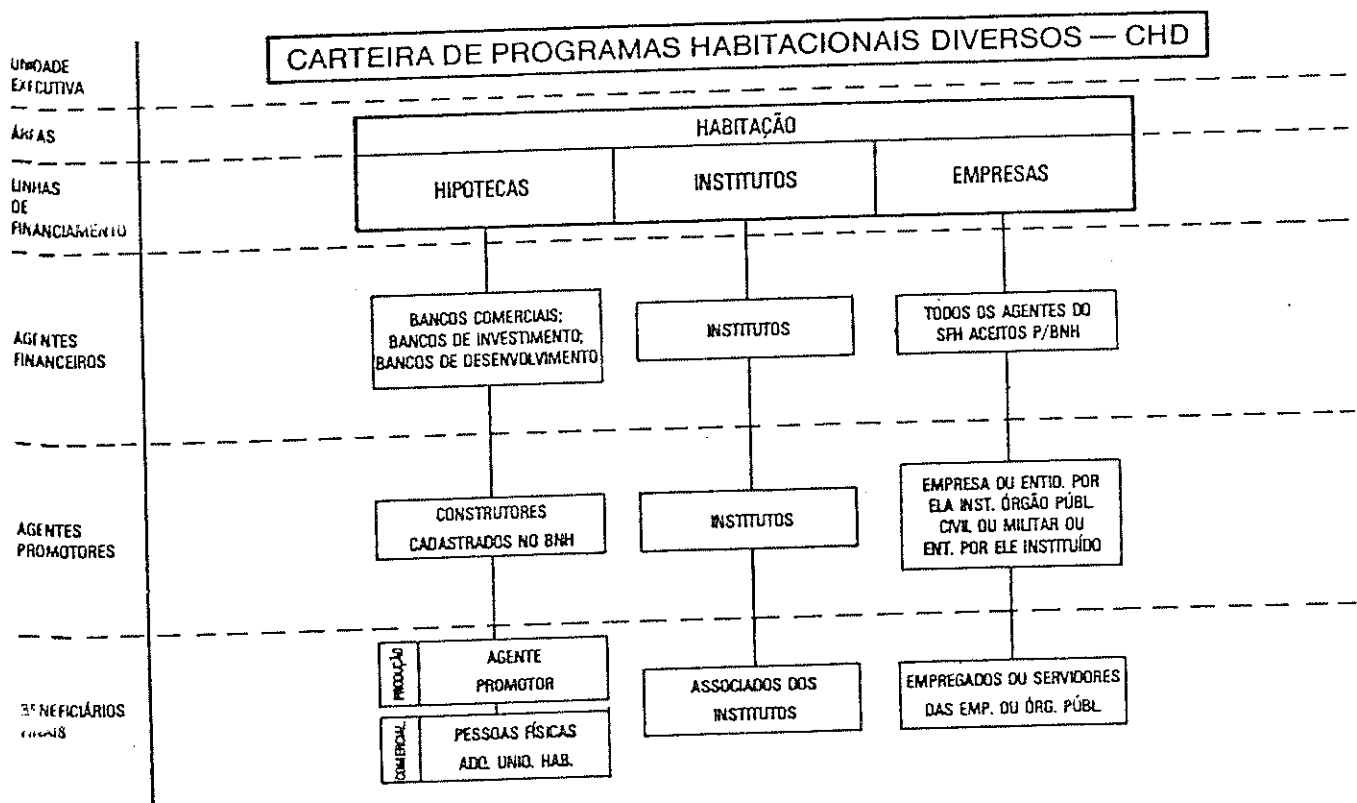 CARTEIRA DE PROGRAMAS HABITACIONAIS DIVERSOS — CHD
UNIDADE
EXECUTIVA
ÁREAS
HABITAÇÃO
LINHAS
DE
FINANCIAMENTO
HIPOTECAS
INSTITUTOS
EMPRESAS
AGENTES
FINANCEIROS
BANCOS COMERCIAIS;
BANCOS DE INVESTIMENTO;
BANCOS DE DESENVOLVIMENTO
INSTITUTOS
TODOS OS AGENTES DO
SFH ACEITOS P/BNH
AGENTES
PROMOTORES
CONSTRUTORES
CADASTRADOS NO BNH
INSTITUTOS
EMPRESA OU ENTID. POR
ELA INST. ÓRGÃO PÚBL
CIVIL OU MILITAR OU
ENT. POR ELE INSTITUÍDO
BENEFICIÁRIOS
FINAIS
PRODUÇÃO
AGENTE
PROMOTOR
COMERCIAL
PESSOAS FÍSICAS
ADQ. UNID. HAB.
ASSOCIADOS DOS
INSTITUTOS
EMPREGADOS OU SERVIDORES
DAS EMP. OU ÓRG. PÚBL